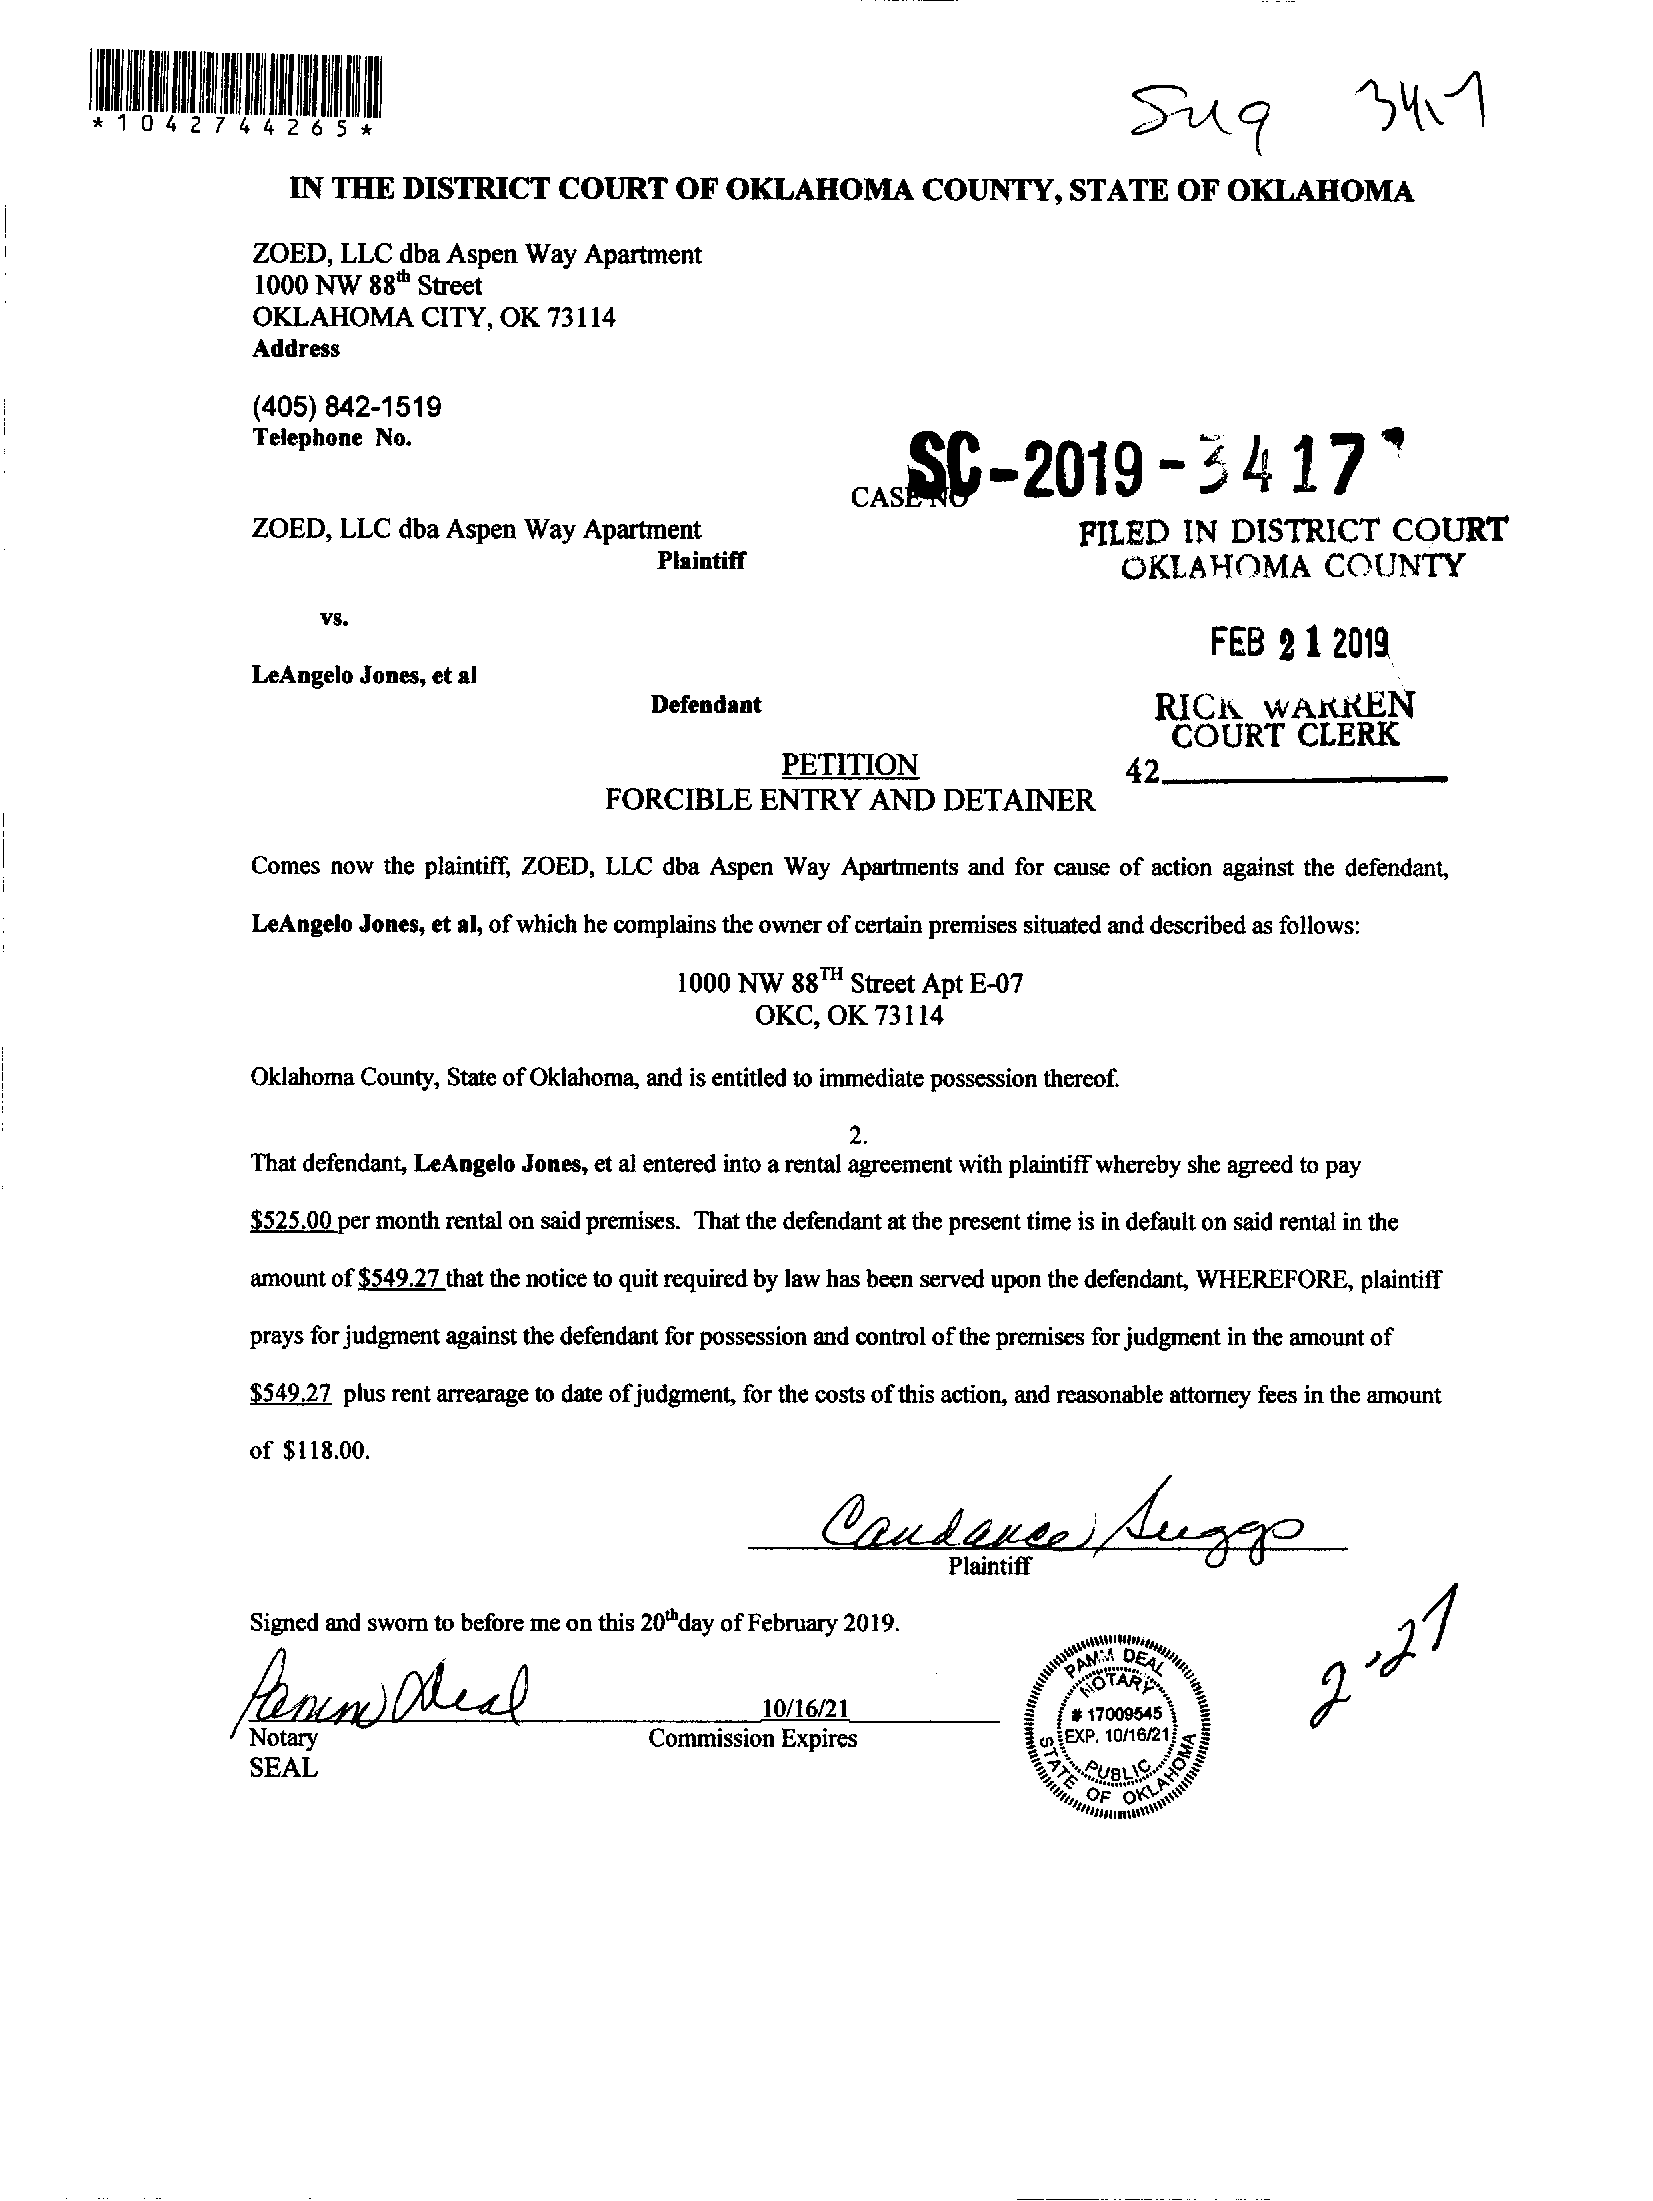 *1042744265*
Sug 3417
IN THE DISTRICT COURT OF OKLAHOMA COUNTY, STATE OF OKLAHOMA
ZOED, LLC dba Aspen Way Apartment
1000 NW 88th Street
OKLAHOMA CITY, OK 73114
Address
(405) 842-1519
Telephone No.
CASE NO SC-2019-3417
ZOED, LLC dba Aspen Way Apartment
Plaintiff
FILED IN DISTRICT COURT
OKLAHOMA COUNTY
vs.
FEB 21 2019
LeAngelo Jones, et al
Defendant
RICK WARREN
COURT CLERK
42
PETITION
FORCIBLE ENTRY AND DETAINER
Comes now the plaintiff, ZOED, LLC dba Aspen Way Apartments and for cause of action against the defendant,
LeAngelo Jones, et al, of which he complains the owner of certain premises situated and described as follows:
1000 NW 88TH Street Apt E-07
OKC, OK 73114
Oklahoma County, State of Oklahoma, and is entitled to immediate possession thereof.
2.
That defendant, LeAngelo Jones, et al entered into a rental agreement with plaintiff whereby she agreed to pay
$525.00 per month rental on said premises. That the defendant at the present time is in default on said rental in the
amount of $549.27 that the notice to quit required by law has been served upon the defendant, WHEREFORE, plaintiff
prays for judgment against the defendant for possession and control of the premises for judgment in the amount of
$549.27 plus rent arrearage to date of judgment, for the costs of this action, and reasonable attorney fees in the amount
of $118.00.
Candance Suggs
Plaintiff
Signed and sworn to before me on this 20th day of February 2019.
Pamm Deal
10/16/21
Notary
Commission Expires
SEAL
PAMM DEAL
NOTARY
# 17009545
EXP. 10/16/21
PUBLIC
STATE OF OKLAHOMA
2-27